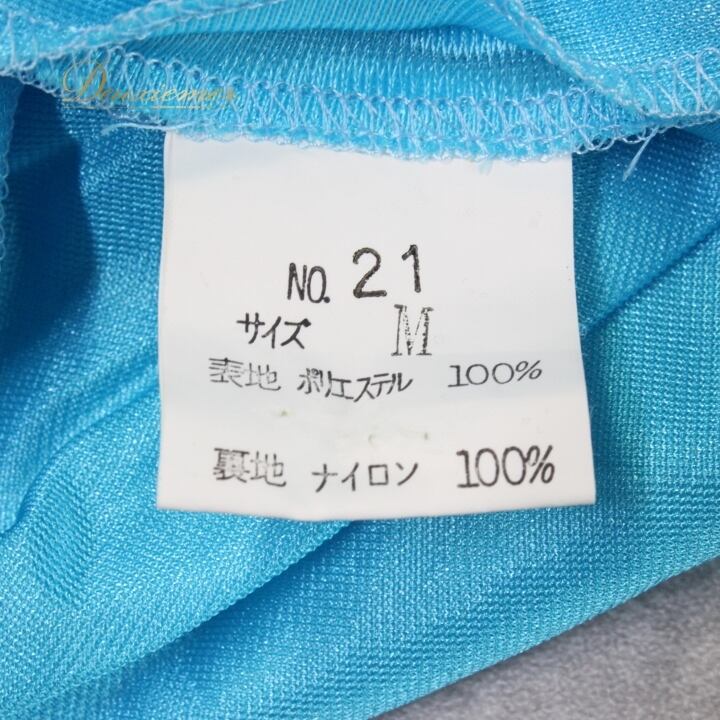 Deuxiemer
NO. 21
サイズ M
表地 ポリエステル 100%
裏地 ナイロン 100%